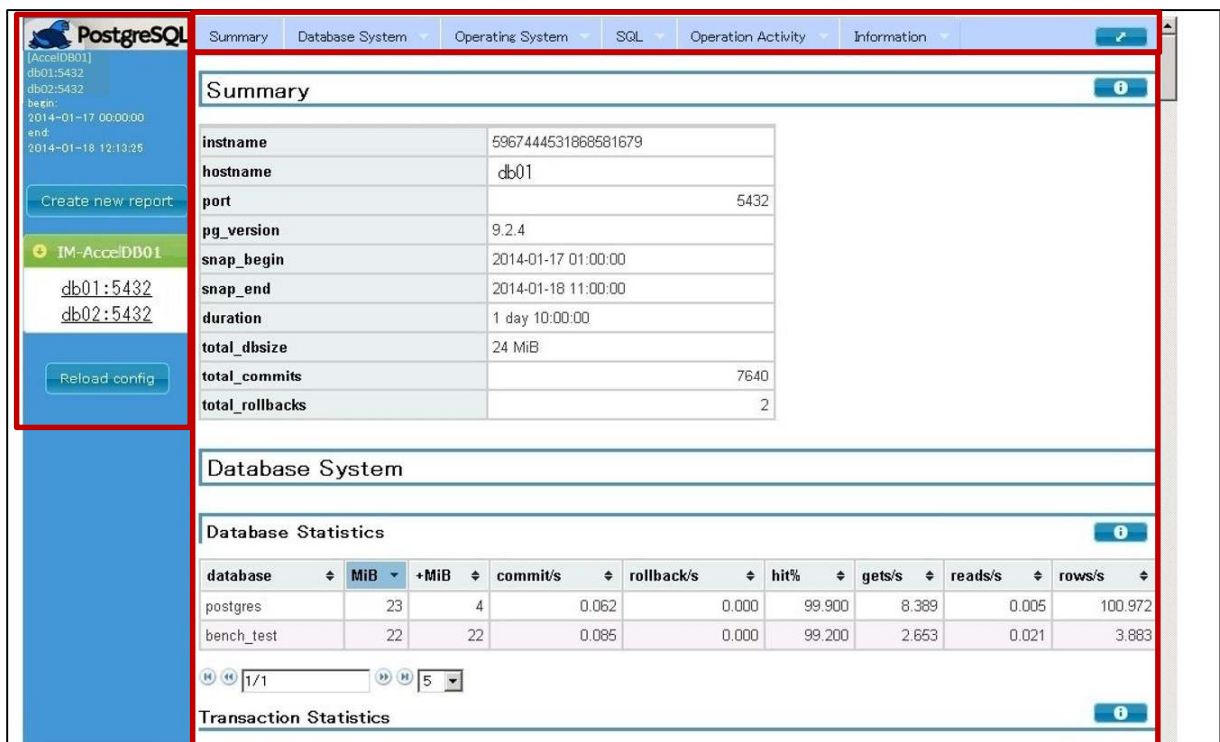 PostgreSQL
[AccelDB01]
db01:5432
db02:5432
begin:
2014-01-17 00:00:00
end:
2014-01-18 12:13:25
Create new report
IM-AccelDB01
db01:5432
db02:5432
Reload config
Summary Database System Operating System SQL Operation Activity Information
Summary
instname 5967444531868581679
hostname db01
port 5432
pg_version 9.2.4
snap_begin 2014-01-17 01:00:00
snap_end 2014-01-18 11:00:00
duration 1 day 10:00:00
total_dbsize 24 MiB
total_commits 7640
total_rollbacks 2
Database System
Database Statistics
database MiB +MiB commit/s rollback/s hit% gets/s reads/s rows/s
postgres 23 4 0.062 0.000 99.900 8.389 0.005 100.972
bench_test 22 22 0.085 0.000 99.200 2.653 0.021 3.883
1/1 5
Transaction Statistics